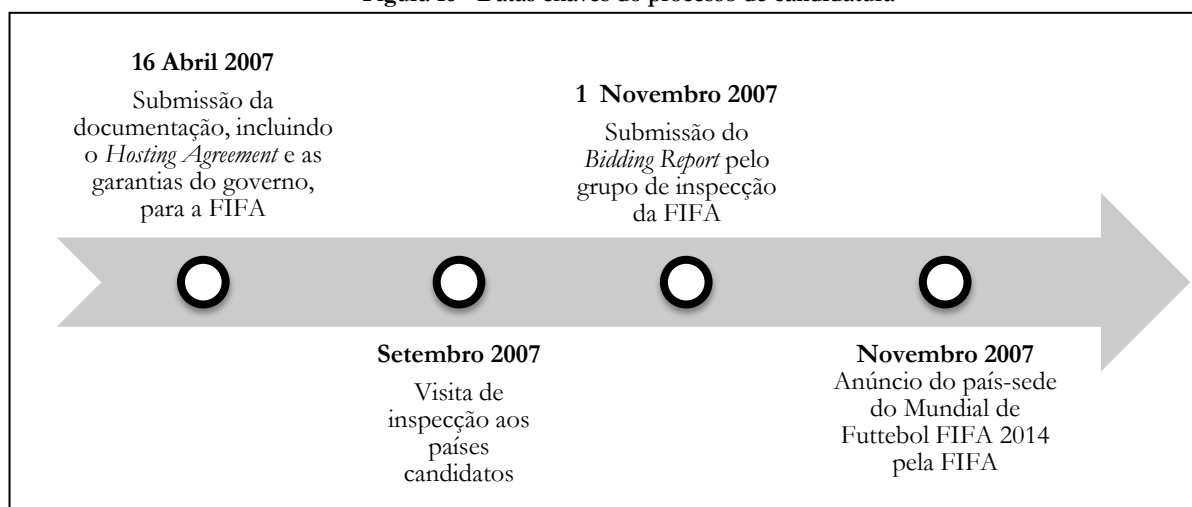 16 Abril 2007
Submissão da
documentação, incluindo
o Hosting Agreement e as
garantias do governo,
para a FIFA
Setembro 2007
Visita de
inspecção aos
países
candidatos
1 Novembro 2007
Submissão do
Bidding Report pelo
grupo de inspecção
da FIFA
Novembro 2007
Anúncio do país-sede
do Mundial de
Futtebol FIFA 2014
pela FIFA